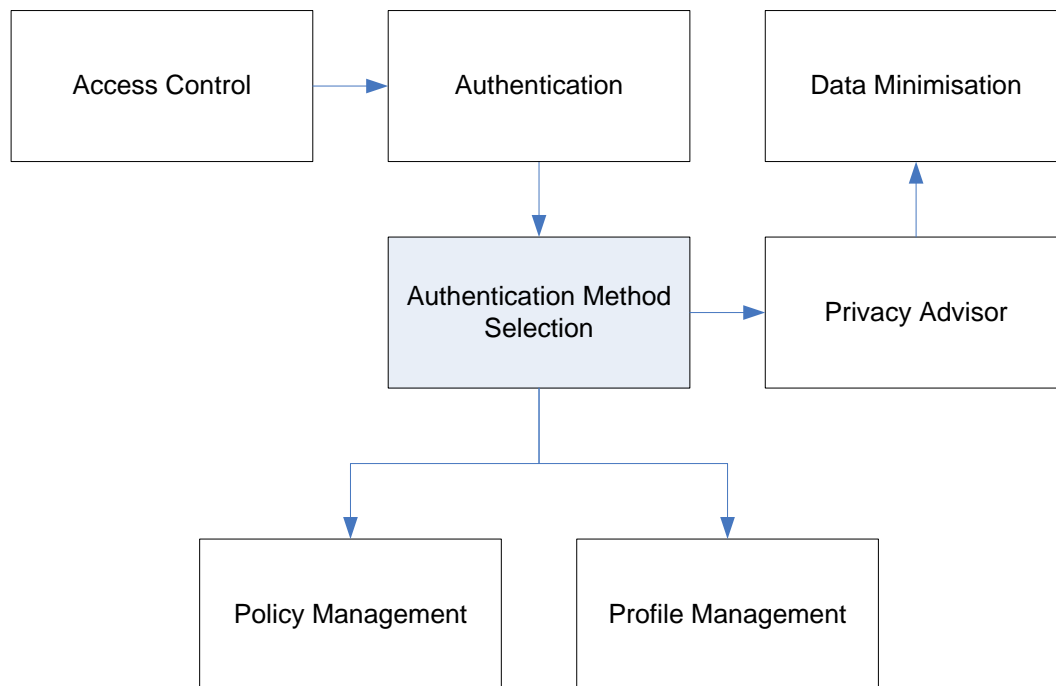 Access Control
Authentication
Data Minimisation
Authentication Method
Selection
Privacy Advisor
Policy Management
Profile Management